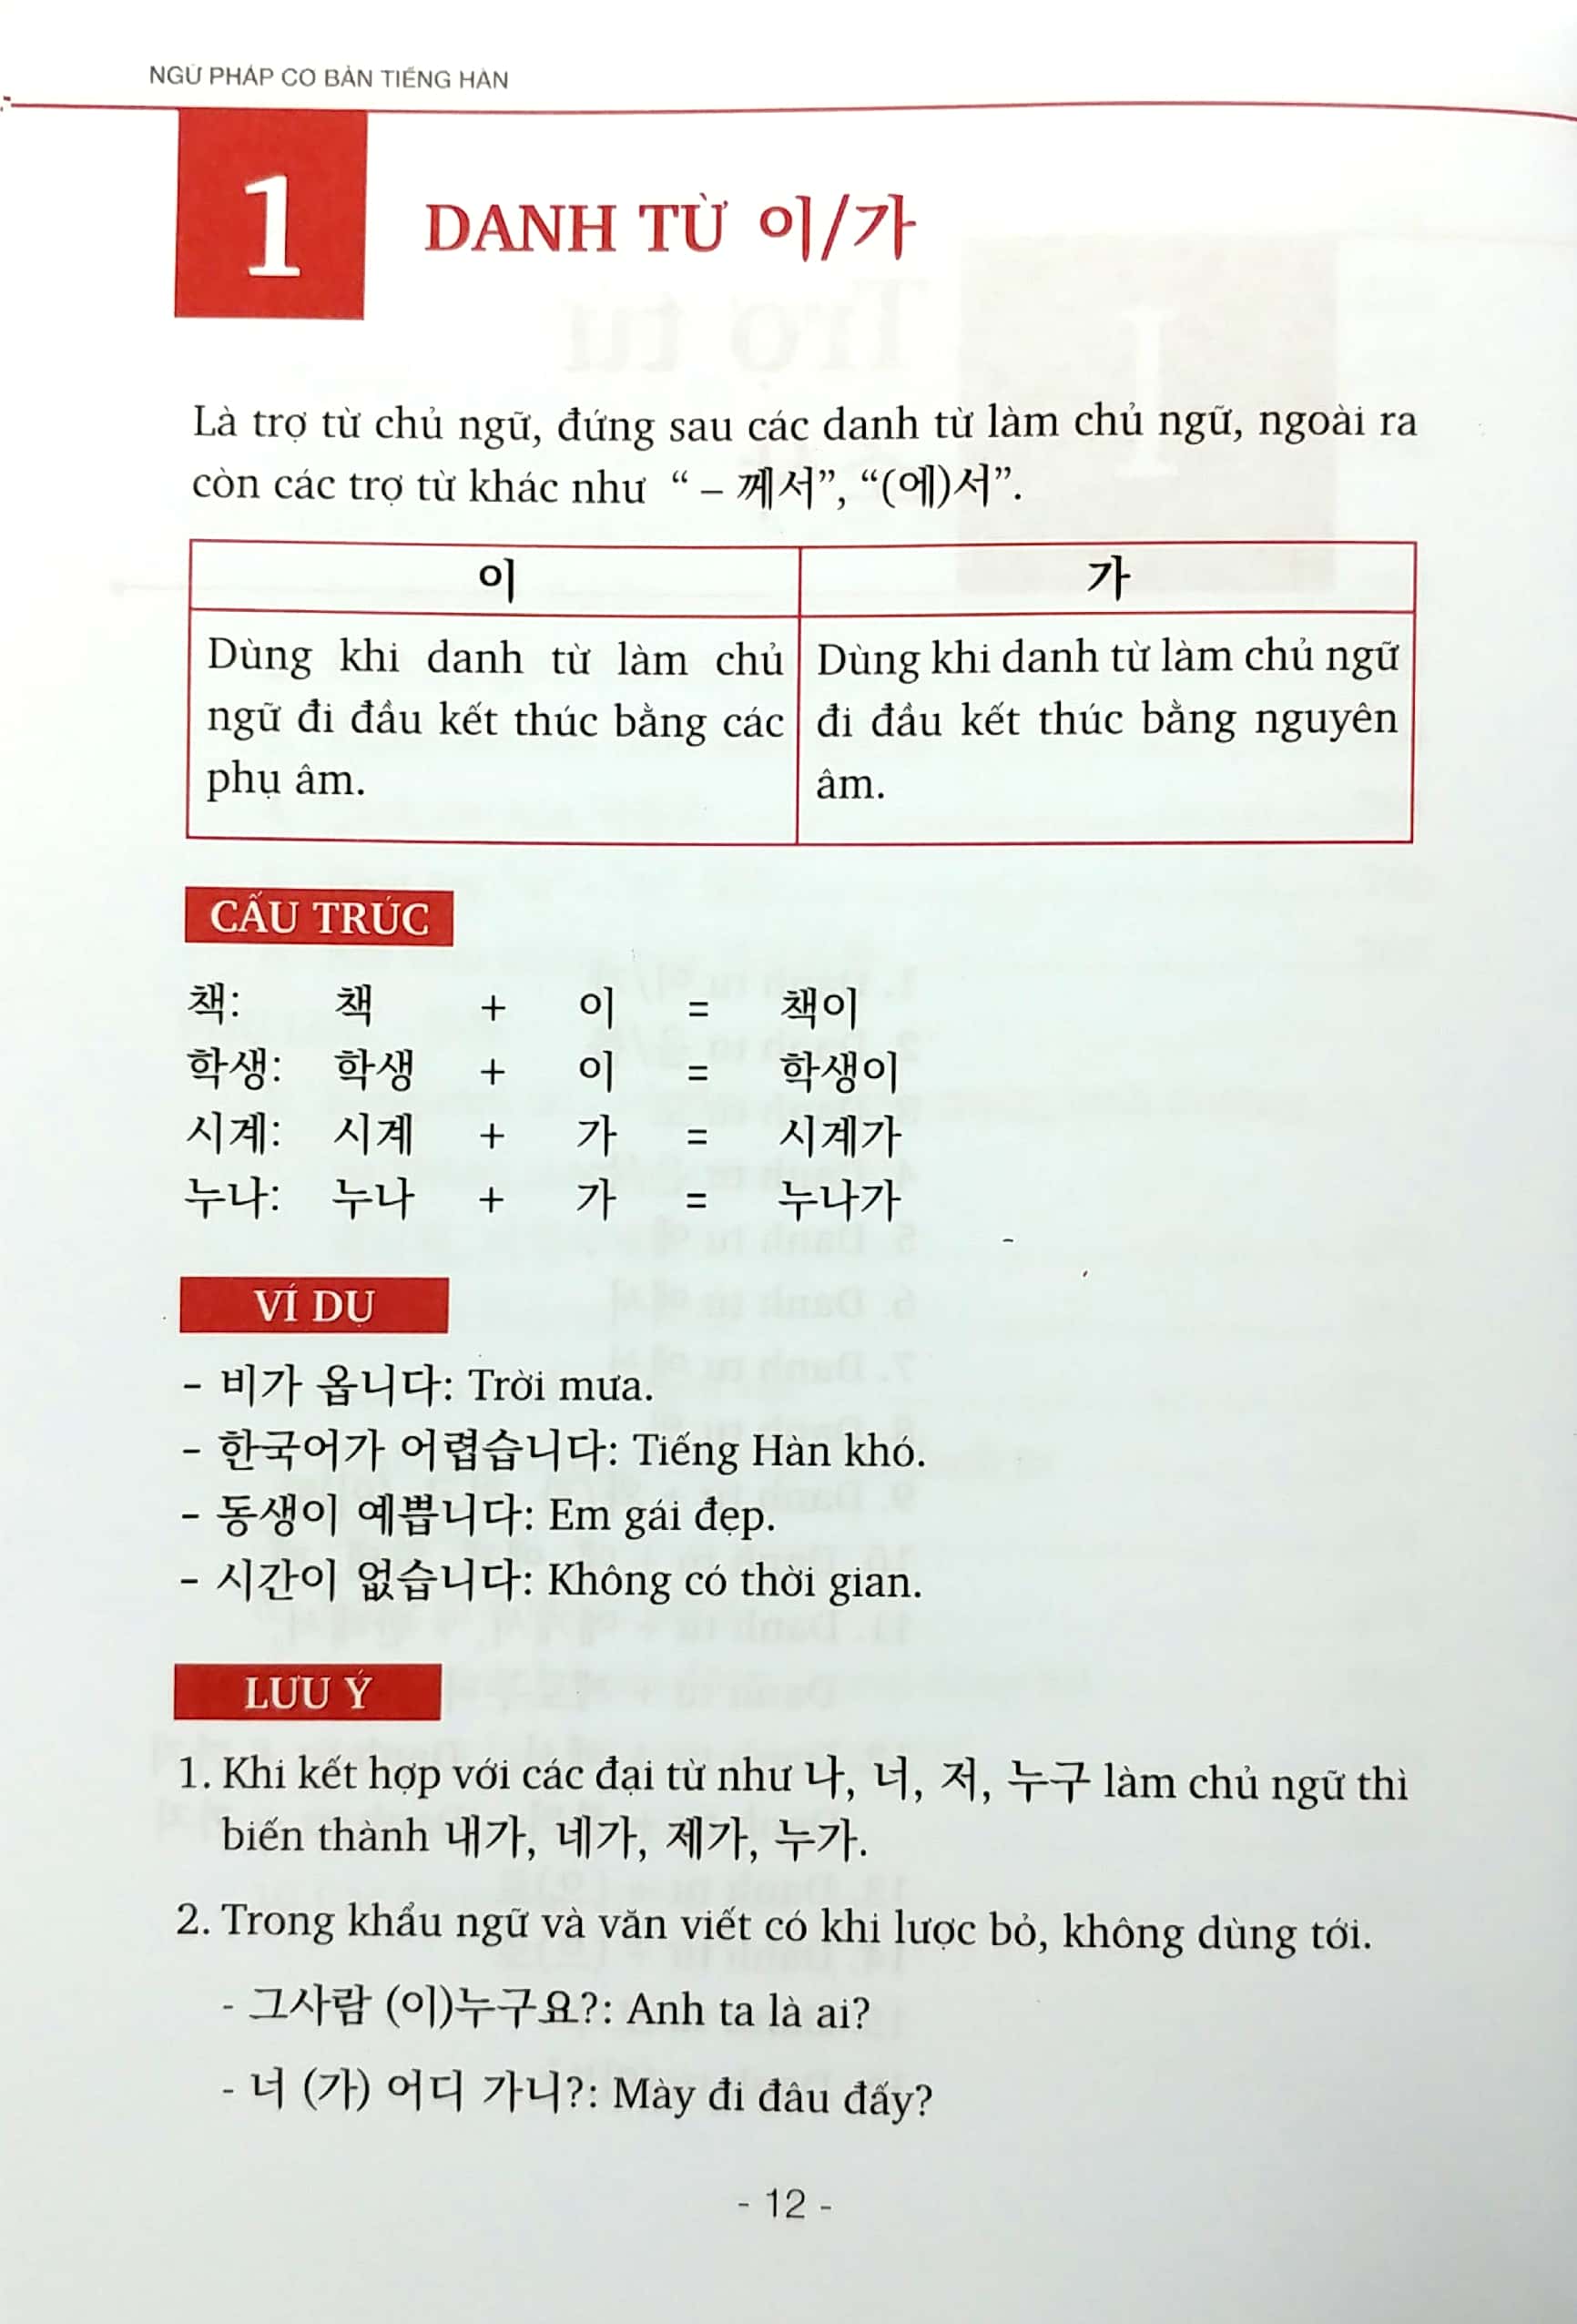 NGỮ PHÁP CƠ BẢN TIẾNG HÀN
1
DANH TỪ 이/가
Là trợ từ chủ ngữ, đứng sau các danh từ làm chủ ngữ, ngoài ra
còn các trợ từ khác như “ – 께서”, “(에)서”.
이
가
Dùng khi danh từ làm chủ
ngữ đi đầu kết thúc bằng các
phụ âm.
Dùng khi danh từ làm chủ ngữ
đi đầu kết thúc bằng nguyên
âm.
CẤU TRÚC
책: 책 + 이 = 책이
학생: 학생 + 이 = 학생이
시계: 시계 + 가 = 시계가
누나: 누나 + 가 = 누나가
VÍ DỤ
– 비가 옵니다: Trời mưa.
– 한국어가 어렵습니다: Tiếng Hàn khó.
– 동생이 예쁩니다: Em gái đẹp.
– 시간이 없습니다: Không có thời gian.
LƯU Ý
1. Khi kết hợp với các đại từ như 나, 너, 저, 누구 làm chủ ngữ thì
biến thành 내가, 네가, 제가, 누가.
2. Trong khẩu ngữ và văn viết có khi lược bỏ, không dùng tới.
- 그사람 (이)누구요?: Anh ta là ai?
- 너 (가) 어디 가니?: Mày đi đâu đấy?
- 12 -